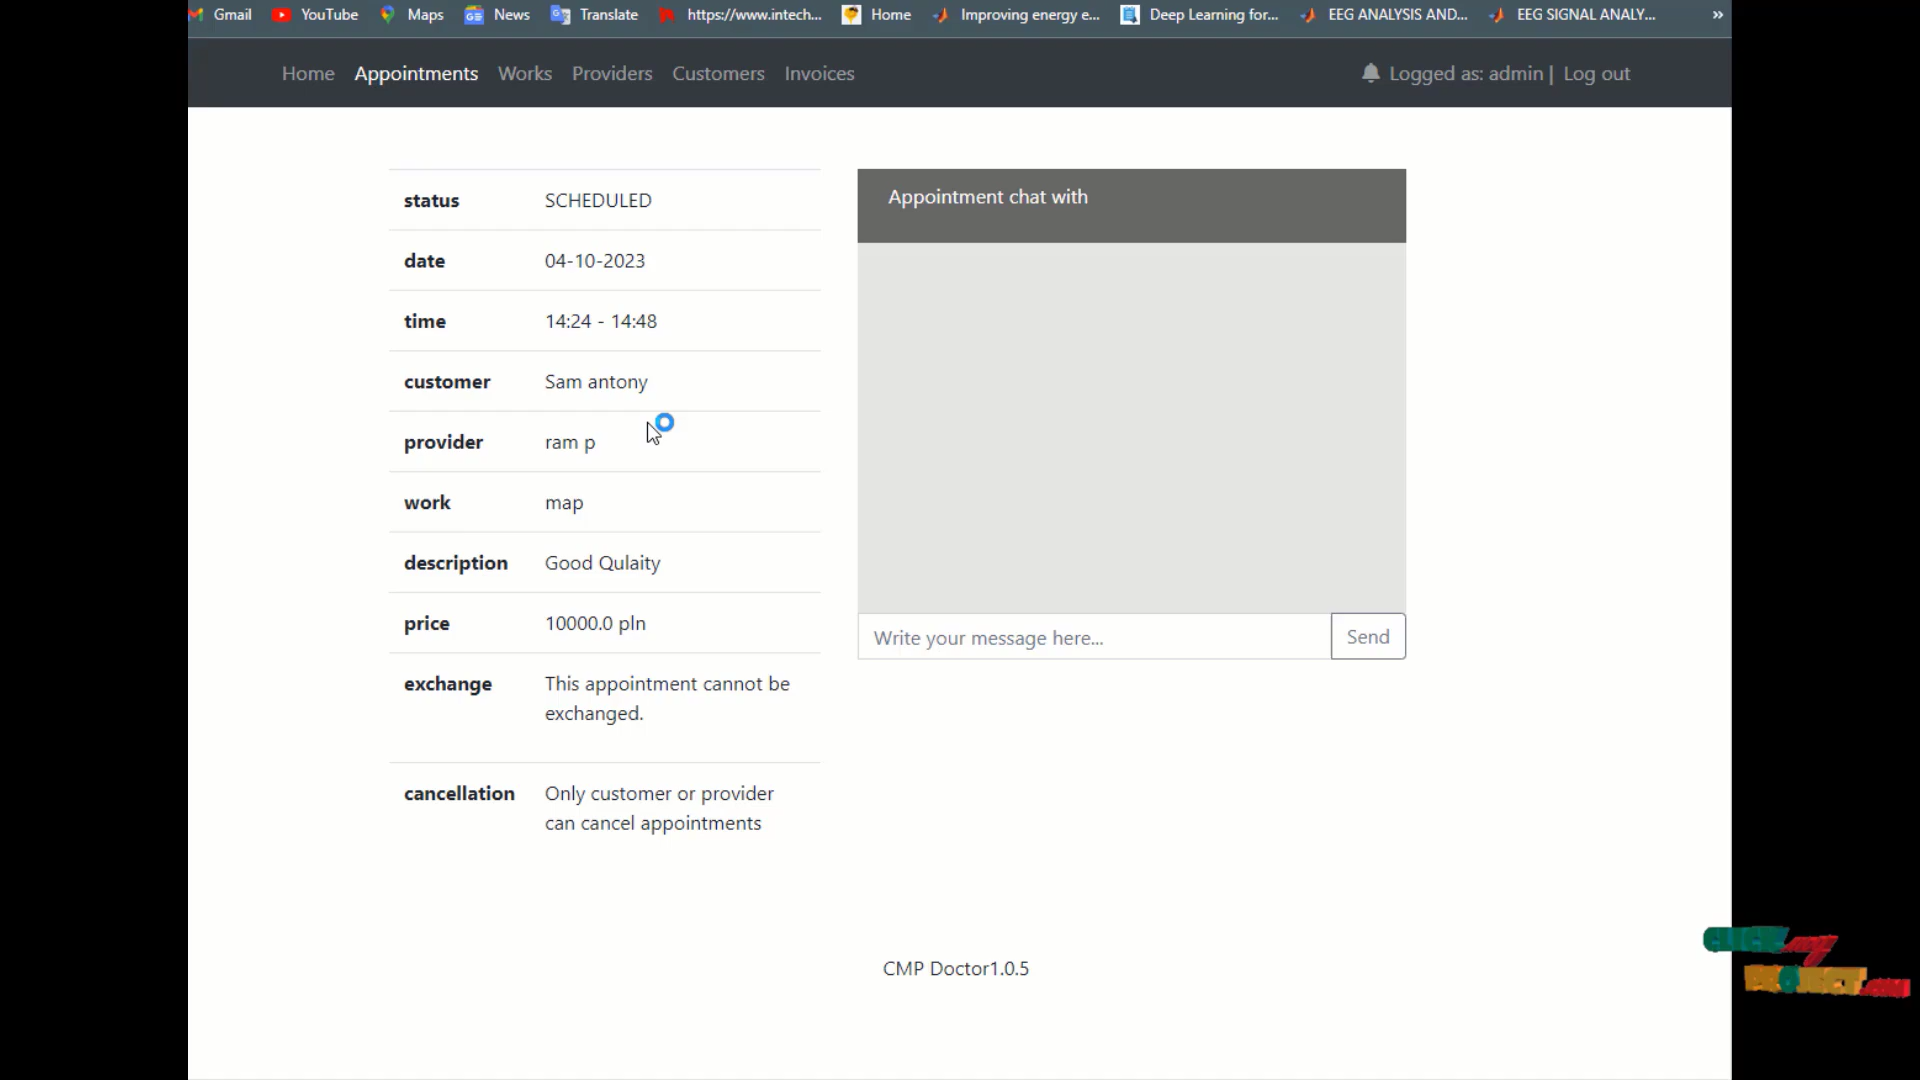 Gmail YouTube Maps News Translate https://www.intech... Home Improving energy e... Deep Learning for... EEG ANALYSIS AND... EEG SIGNAL ANALY... »
Home Appointments Works Providers Customers Invoices Logged as: admin | Log out
status SCHEDULED
date 04-10-2023
time 14:24 - 14:48
customer Sam antony
provider ram p
work map
description Good Qulaity
price 10000.0 pln
exchange This appointment cannot be
exchanged.
cancellation Only customer or provider
can cancel appointments
Appointment chat with
Write your message here... Send
CMP Doctor1.0.5
CLICK my
PROJECT.COM